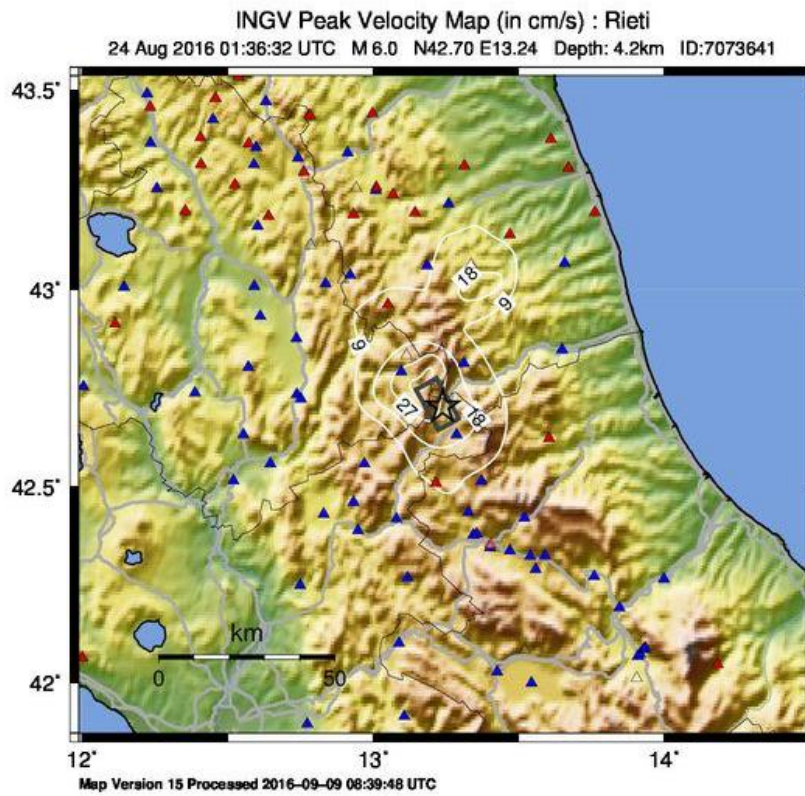 INGV Peak Velocity Map (in cm/s) : Rieti
24 Aug 2016 01:36:32 UTC M 6.0 N42.70 E13.24 Depth: 4.2km ID:7073641
43.5˚
18
43˚
9
9
27
18
42.5˚
km
0 50
42˚
12˚ 13˚ 14˚
Map Version 15 Processed 2016-09-09 08:39:48 UTC